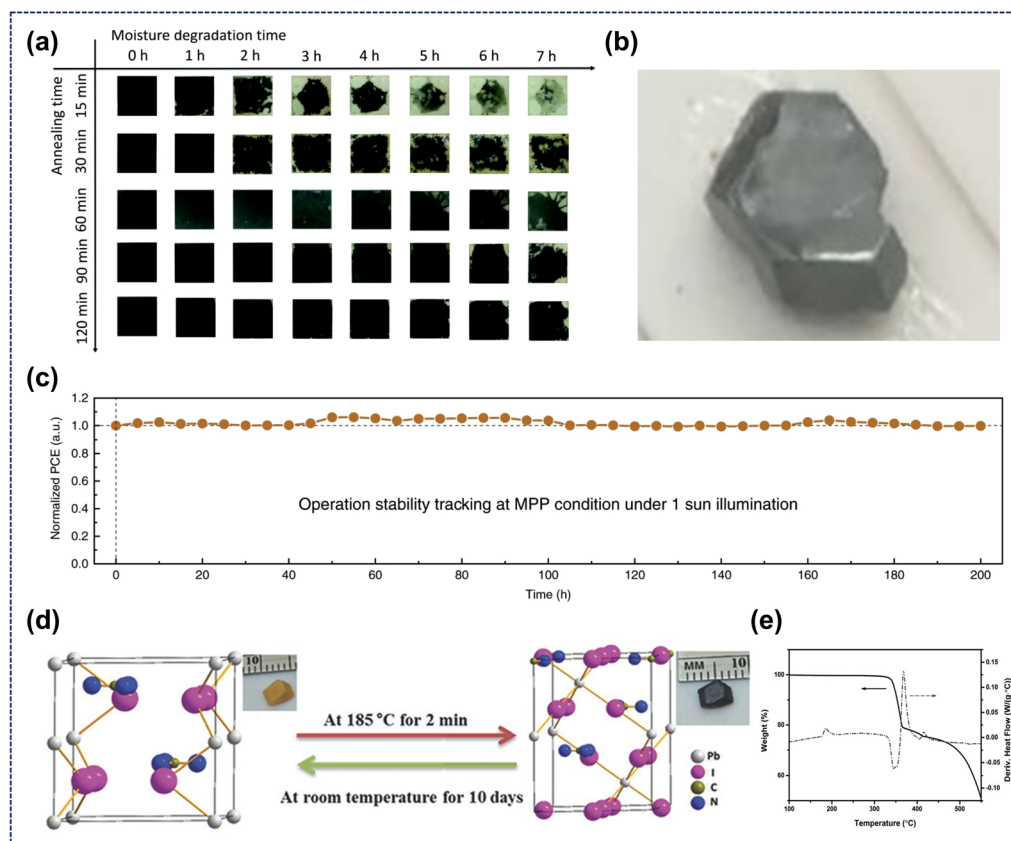 (a)
Moisture degradation time
0 h 1 h 2 h 3 h 4 h 5 h 6 h 7 h
Annealing time
15 min
30 min
60 min
90 min
120 min
(b)
(c)
Normalized PCE (a.u.)
1.2
1.0
0.8
0.6
0.4
0.2
0.0
Operation stability tracking at MPP condition under 1 sun illumination
0 20 40 60 80 100 120 140 160 180 200
Time (h)
(d)
10
At 185 °C for 2 min
At room temperature for 10 days
MM 10
Pb
I
C
N
(e)
Weight (%)
100
80
60
0.15
0.10
0.05
0.00
-0.05
-0.10
Deriv. Heat Flow (W/(g·°C))
100 200 300 400 500
Temperature (°C)